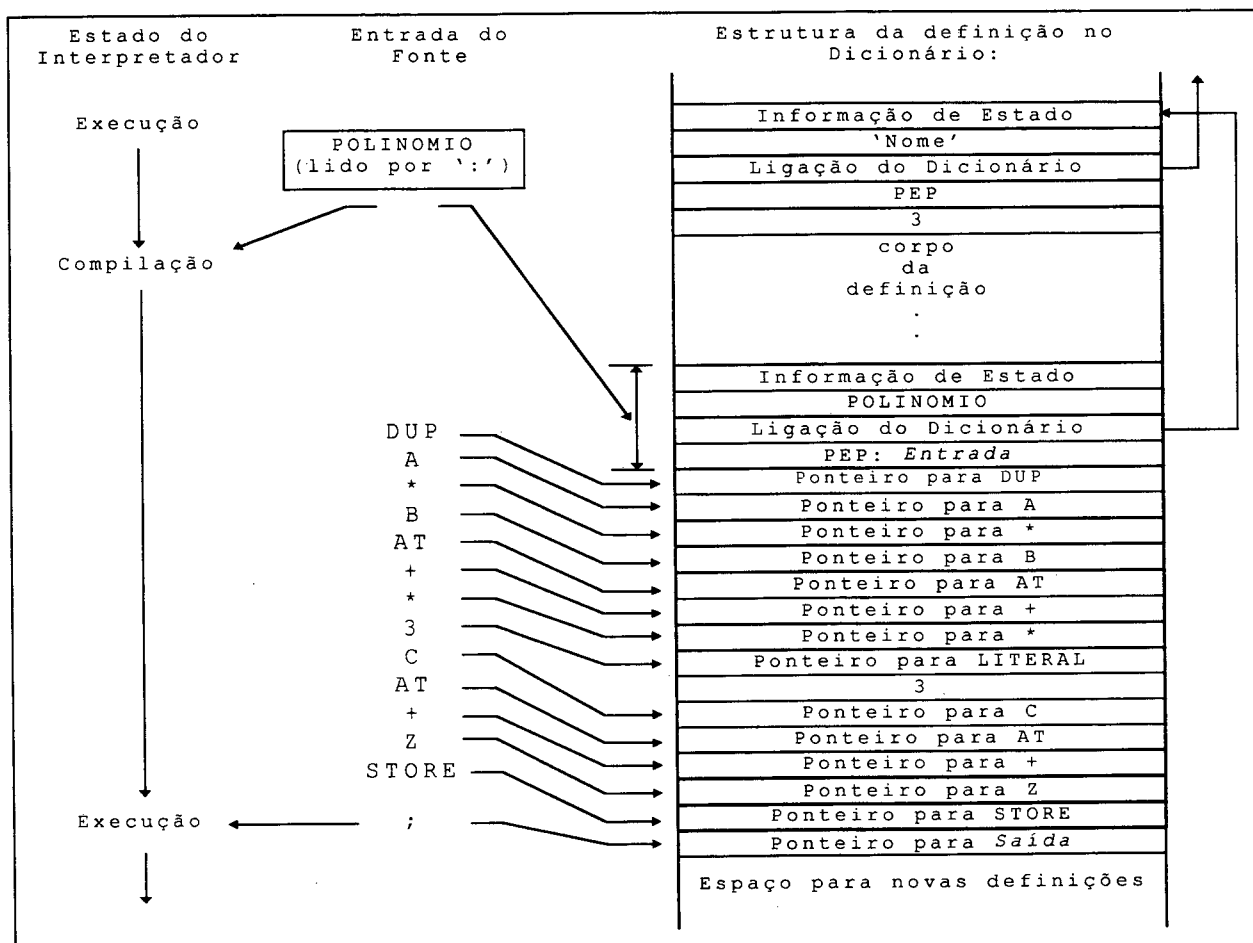 Estado do
Interpretador
Entrada do
Fonte
Estrutura da definição no
Dicionário:
Execução
POLINOMIO
(lido por ‘:’)
Compilação
Informação de Estado
‘Nome’
Ligação do Dicionário
PEP
3
corpo
da
definição
.
.
Informação de Estado
POLINOMIO
Ligação do Dicionário
PEP: Entrada
DUP
Ponteiro para DUP
A
Ponteiro para A
*
Ponteiro para *
B
Ponteiro para B
AT
Ponteiro para AT
+
Ponteiro para +
*
Ponteiro para *
3
Ponteiro para LITERAL
3
C
Ponteiro para C
AT
Ponteiro para AT
+
Ponteiro para +
Z
Ponteiro para Z
STORE
Ponteiro para STORE
Execução
;
Ponteiro para Saída
Espaço para novas definições